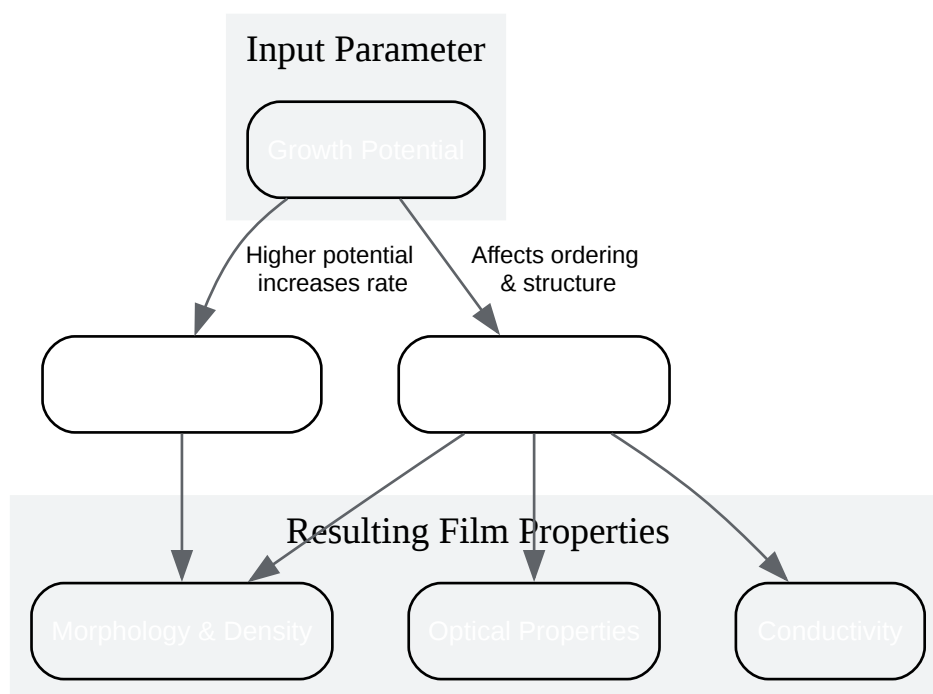 Input Parameter
Growth Potential
Higher potential
increases rate
Affects ordering
& structure
Resulting Film Properties
Morphology & Density
Optical Properties
Conductivity